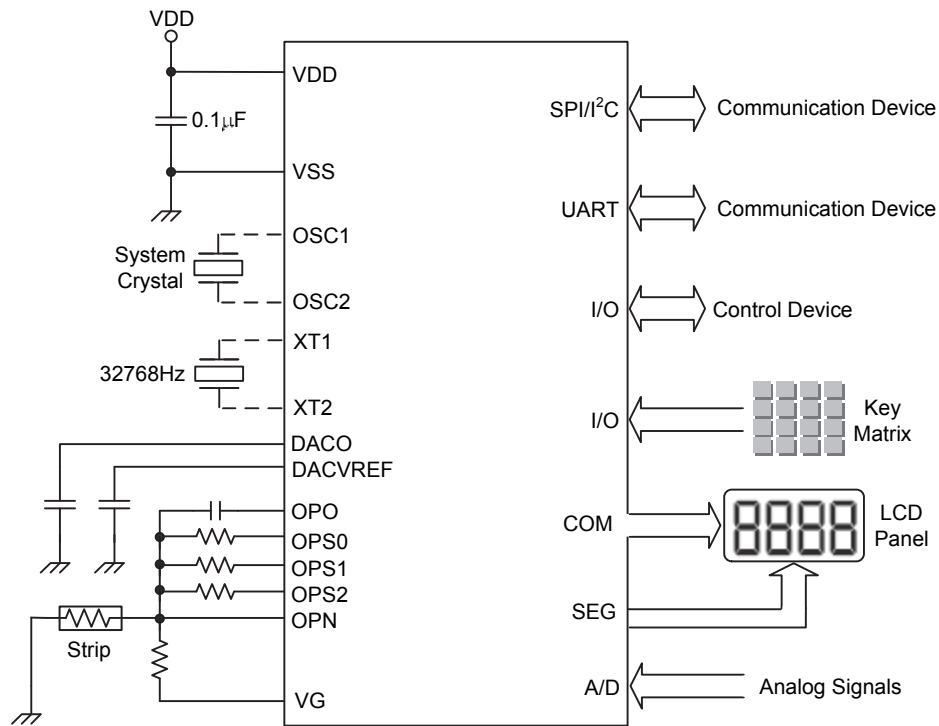 VDD
VDD
0.1μF
VSS
System
Crystal
OSC1
OSC2
32768Hz
XT1
XT2
DACO
DACVREF
OPO
OPS0
OPS1
OPS2
OPN
Strip
VG
SPI/I²C
Communication Device
UART
Communication Device
I/O
Control Device
I/O
Key
Matrix
COM
8888
LCD
Panel
SEG
A/D
Analog Signals